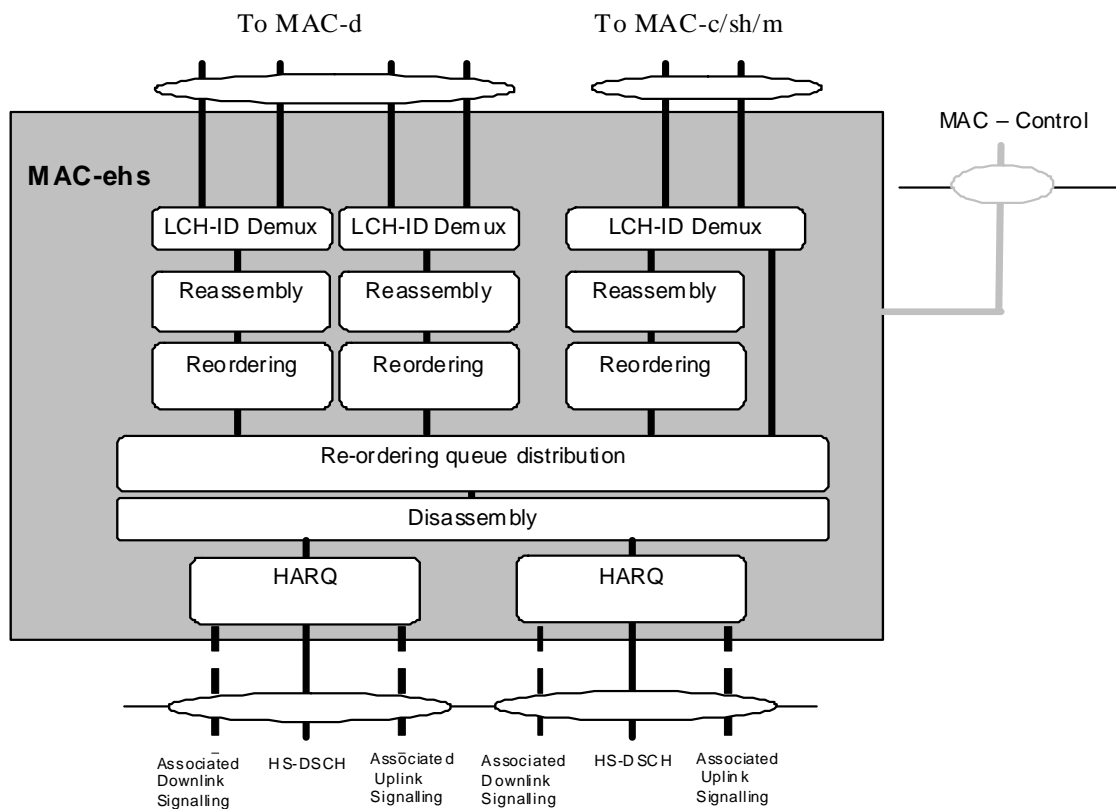 To MAC-d
To MAC-c/sh/m
MAC – Control
MAC-ehs
LCH-ID Demux
LCH-ID Demux
LCH-ID Demux
Reassembly
Reassembly
Reassembly
Reordering
Reordering
Reordering
Re-ordering queue distribution
Disassembly
HARQ
HARQ
Associated
Downlink
Signalling
HS-DSCH
Associated
Uplink
Signalling
Associated
Downlink
Signalling
HS-DSCH
Associated
Uplink
Signalling